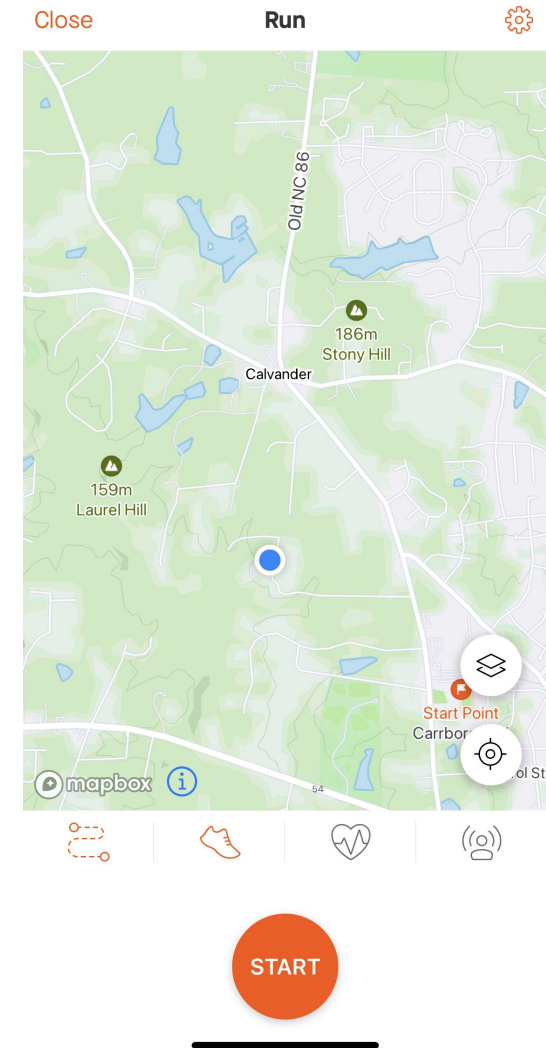 Close
Run
Old NC 86
186m
Stony Hill
Calvander
159m
Laurel Hill
Start Point
mapbox
i
54
START